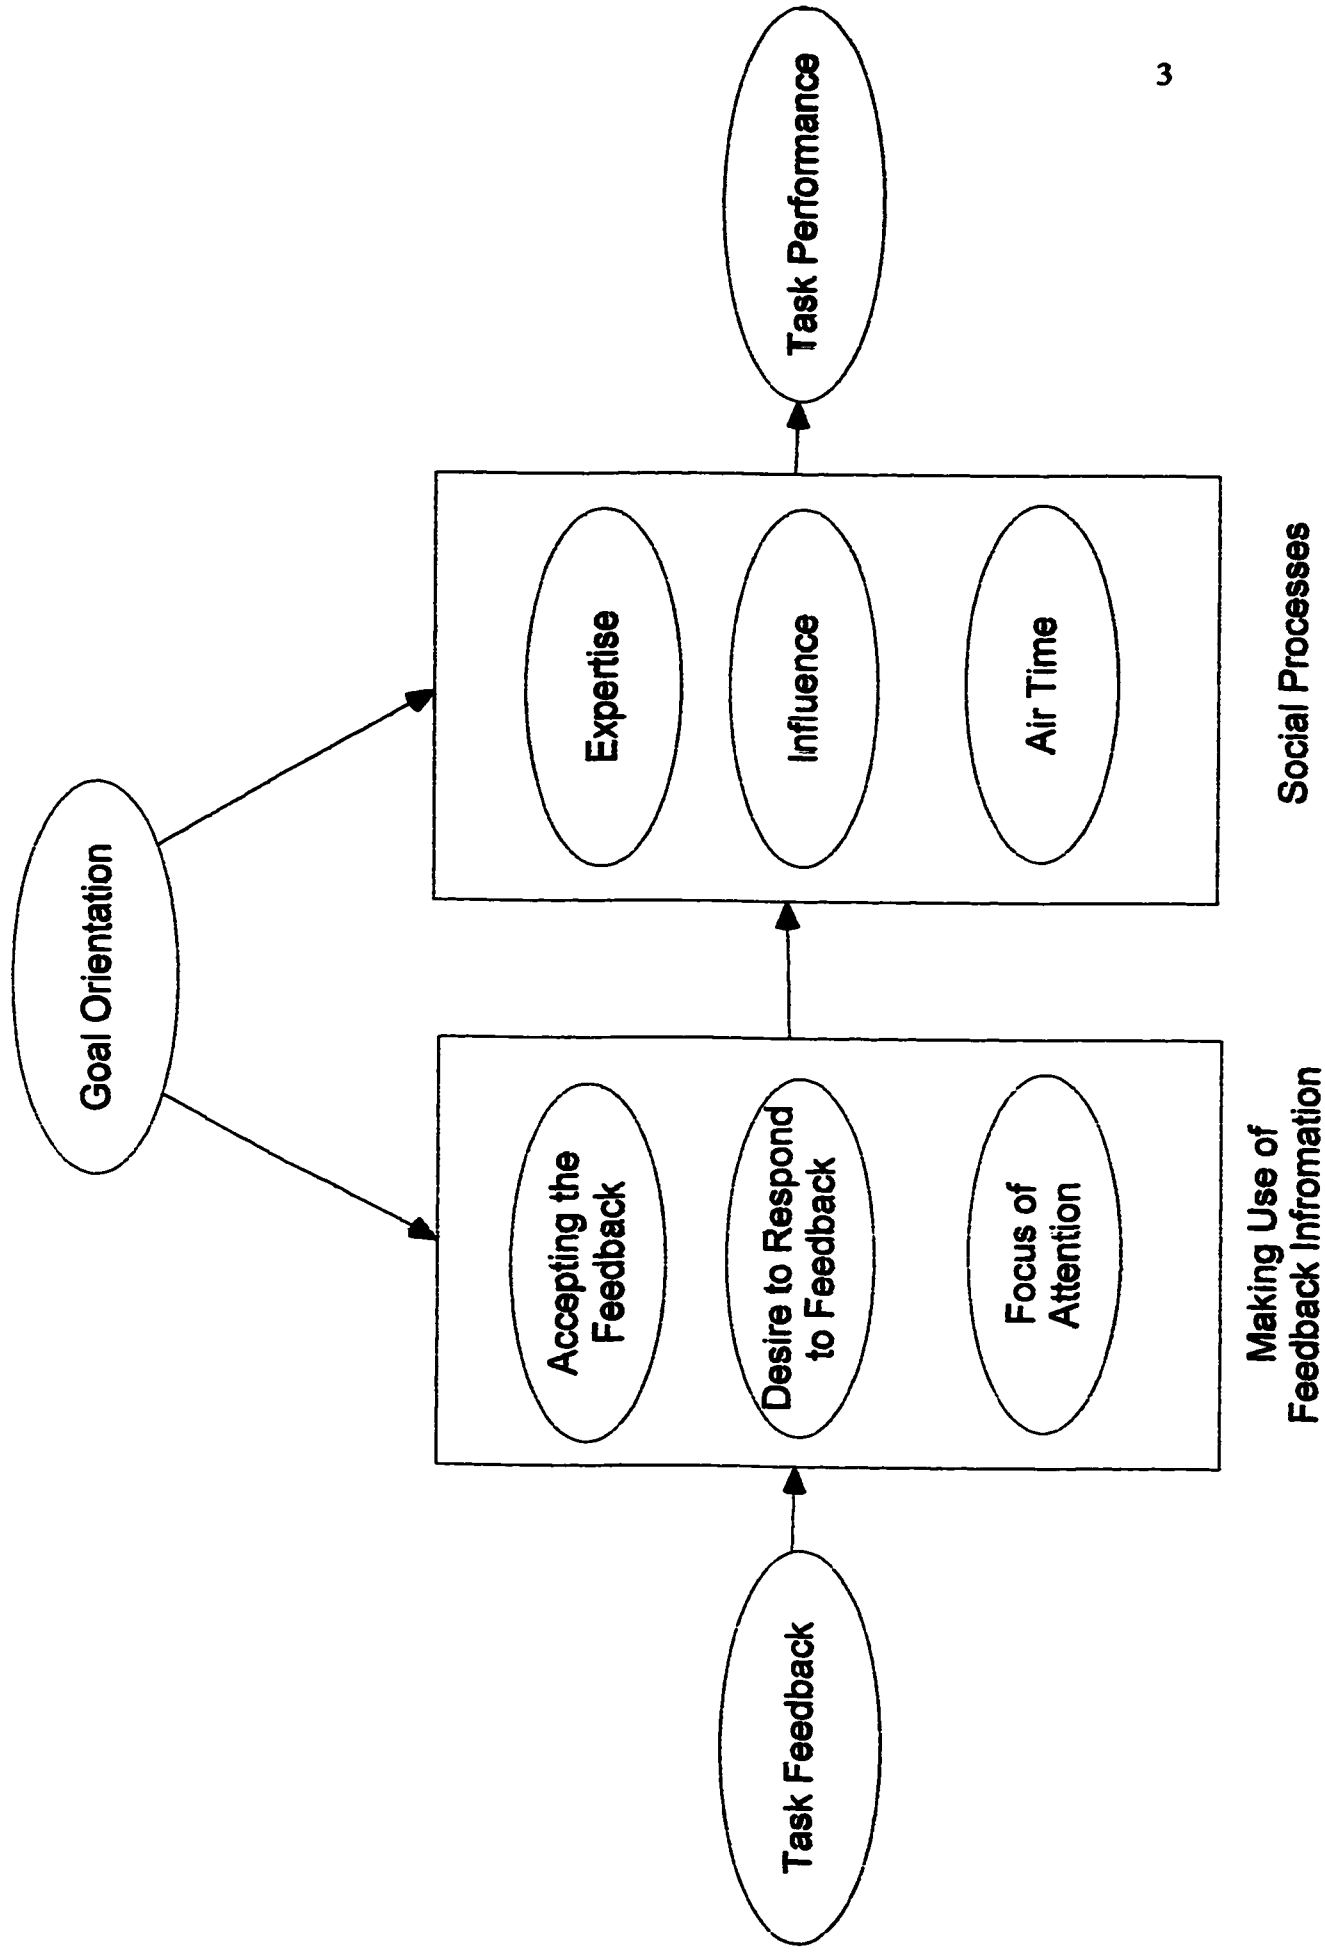 3
Goal Orientation
Task Feedback
Accepting the
Feedback
Desire to Respond
to Feedback
Focus of
Attention
Making Use of
Feedback Infromation
Expertise
Influence
Air Time
Social Processes
Task Performance